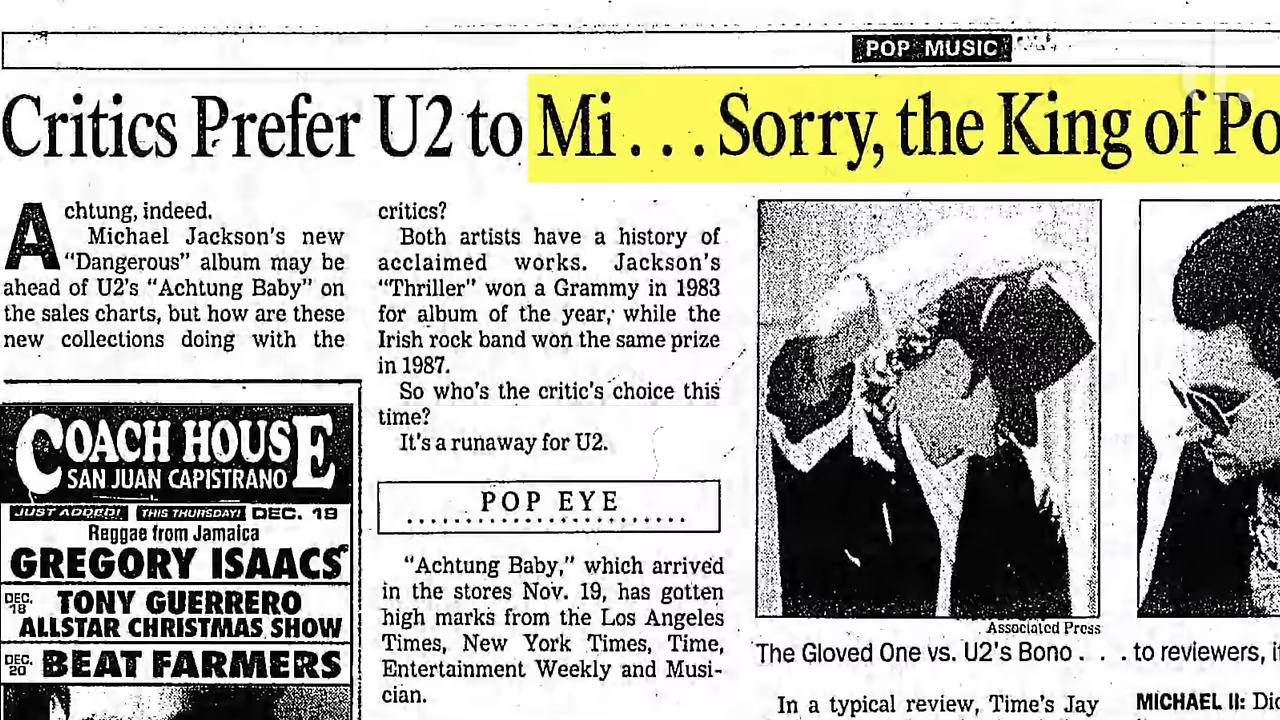 POP MUSIC
Critics Prefer U2 to Mi...Sorry, the King of Po
Achtung, indeed.
Michael Jackson's new
"Dangerous" album may be
ahead of U2's "Achtung Baby" on
the sales charts, but how are these
new collections doing with the
critics?
Both artists have a history of
acclaimed works. Jackson's
"Thriller" won a Grammy in 1983
for album of the year, while the
Irish rock band won the same prize
in 1987.
So who's the critic's choice this
time?
It's a runaway for U2.
POP EYE
"Achtung Baby," which arrived
in the stores Nov. 19, has gotten
high marks from the Los Angeles
Times, New York Times, Time,
Entertainment Weekly and Musi-
cian.
COACH HOUSE
SAN JUAN CAPISTRANO
JUST ADDED! THIS THURSDAY! DEC. 19
Reggae from Jamaica
GREGORY ISAACS
DEC. 18 TONY GUERRERO
ALLSTAR CHRISTMAS SHOW
DEC. 20 BEAT FARMERS
Associated Press
The Gloved One vs. U2's Bono . . . to reviewers, i
In a typical review, Time's Jay
MICHAEL II: Di